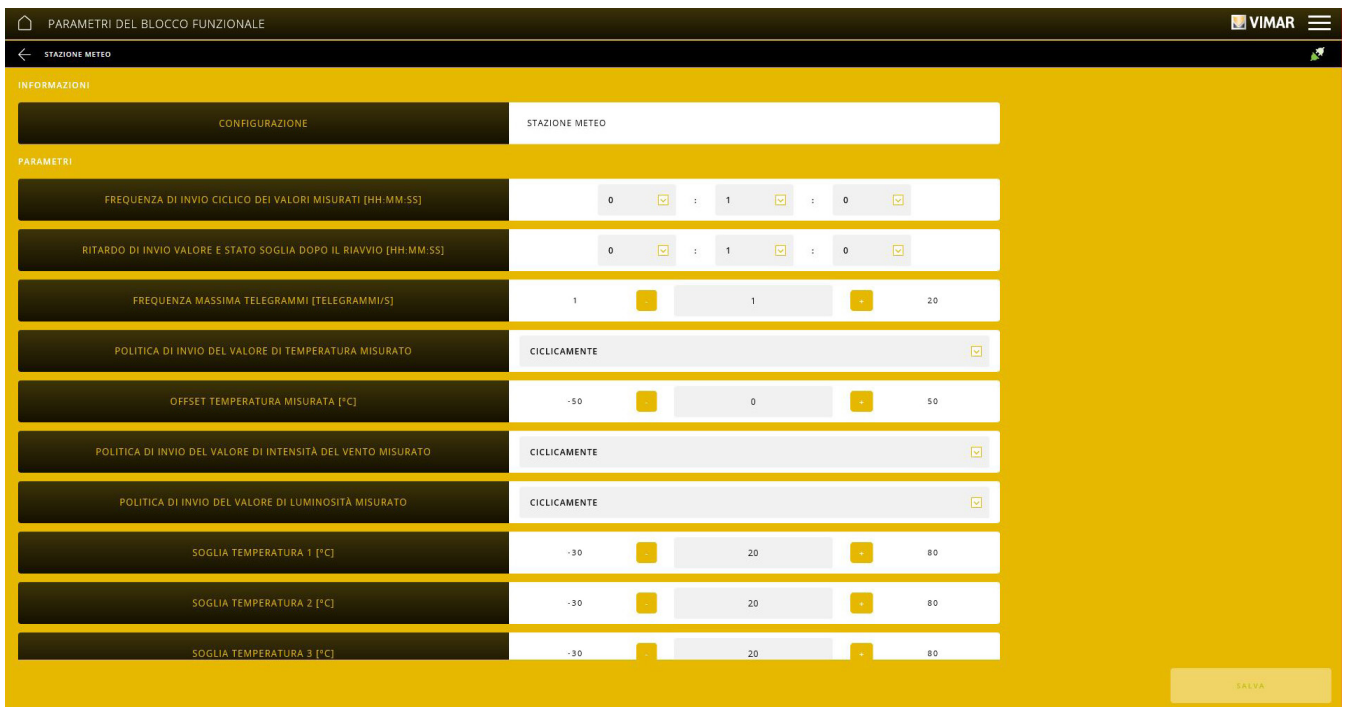 PARAMETRI DEL BLOCCO FUNZIONALE VIMAR
STAZIONE METEO
INFORMAZIONI
CONFIGURAZIONE STAZIONE METEO
PARAMETRI
FREQUENZA DI INVIO CICLICO DEI VALORI MISURATI [HH:MM:SS] 0 : 1 : 0
RITARDO DI INVIO VALORE E STATO SOGLIA DOPO IL RIAVVIO [HH:MM:SS] 0 : 1 : 0
FREQUENZA MASSIMA TELEGRAMMI [TELEGRAMMI/S] 1 - 1 + 20
POLITICA DI INVIO DEL VALORE DI TEMPERATURA MISURATO CICLICAMENTE
OFFSET TEMPERATURA MISURATA [°C] -50 - 0 + 50
POLITICA DI INVIO DEL VALORE DI INTENSITÀ DEL VENTO MISURATO CICLICAMENTE
POLITICA DI INVIO DEL VALORE DI LUMINOSITÀ MISURATO CICLICAMENTE
SOGLIA TEMPERATURA 1 [°C] -30 - 20 + 80
SOGLIA TEMPERATURA 2 [°C] -30 - 20 + 80
SOGLIA TEMPERATURA 3 [°C] -30 - 20 + 80
SALVA